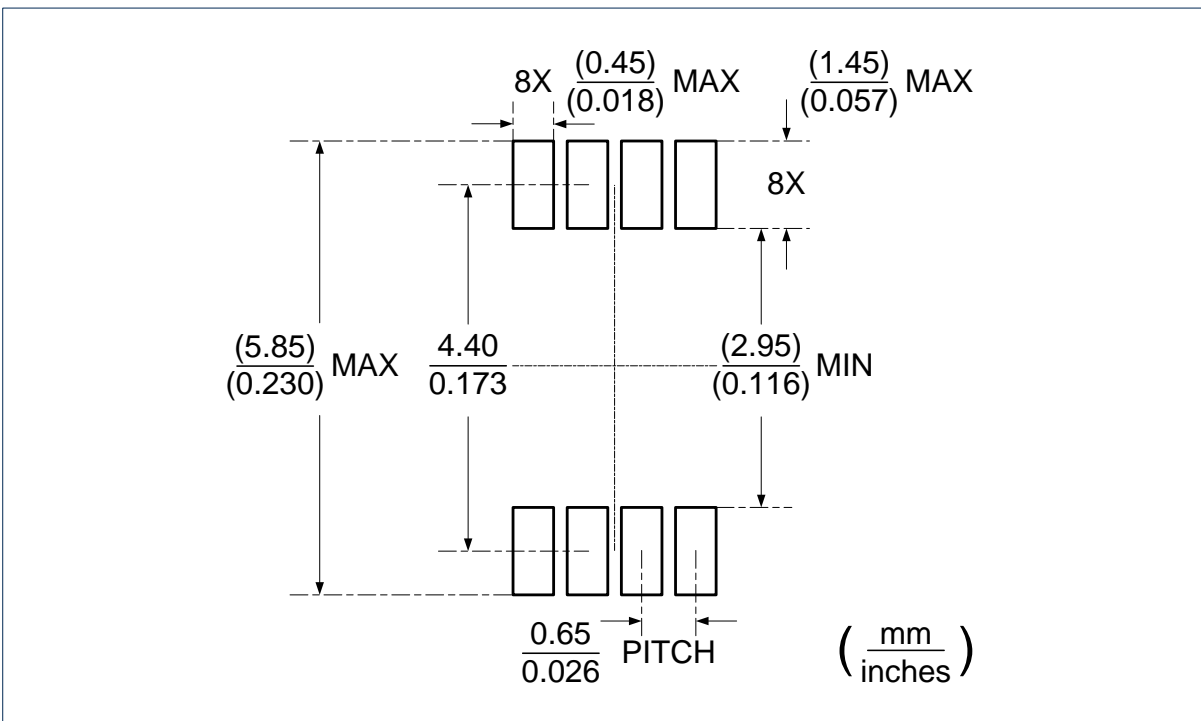 8X (0.45) MAX
(0.018)
(1.45) MAX
(0.057)
8X
(5.85) MAX
(0.230)
4.40
0.173
(2.95) MIN
(0.116)
0.65 PITCH
0.026
(mm
inches)